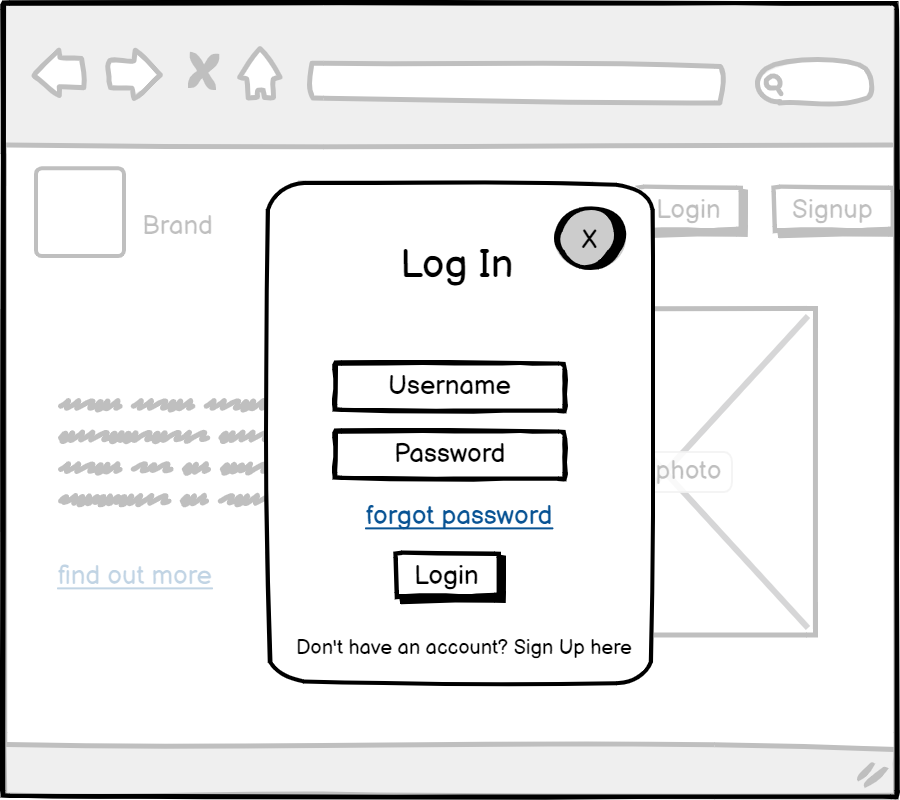 Brand
Login
Signup
X
Log In
Username
Password
photo
forgot password
find out more
Login
Don't have an account? Sign Up here